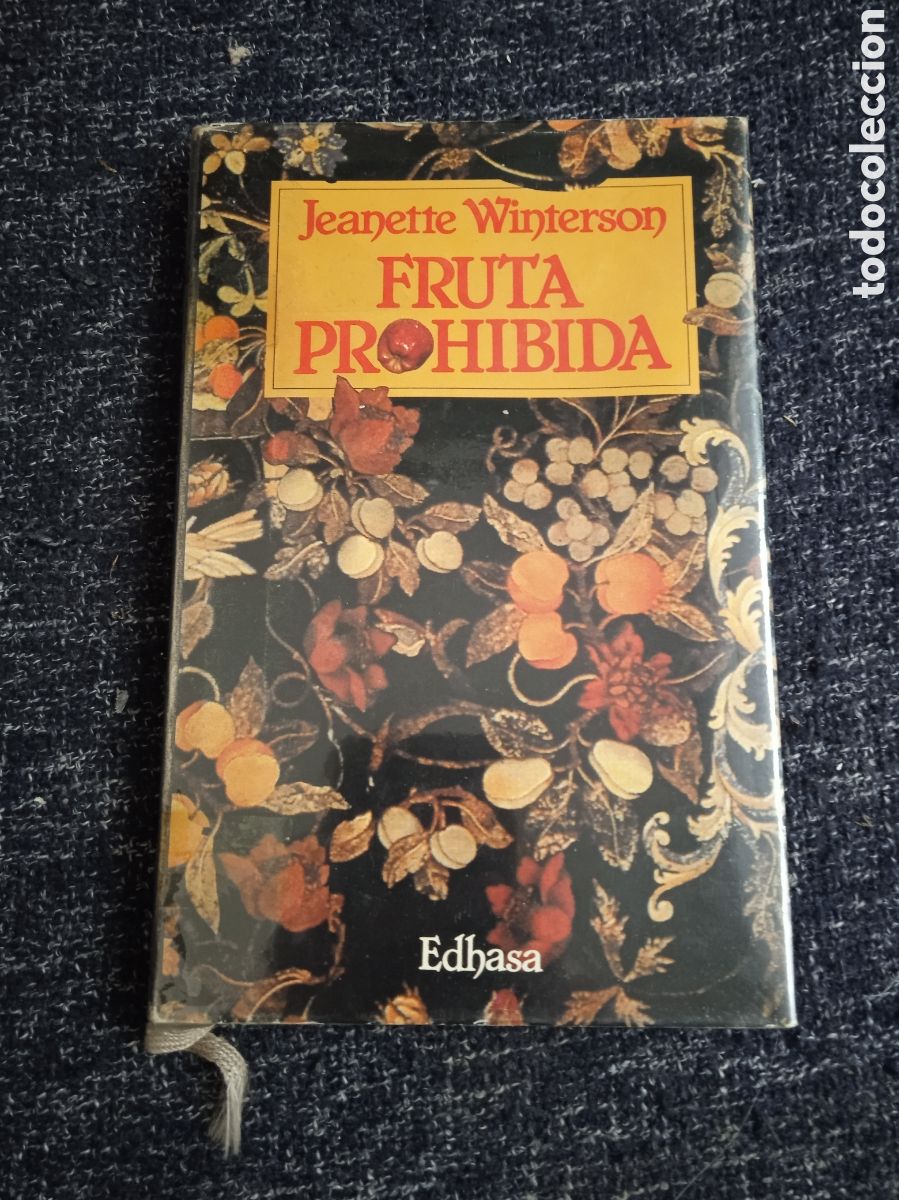 todocoleccion
Jeanette Winterson
FRUTA
PROHIBIDA
Edhasa